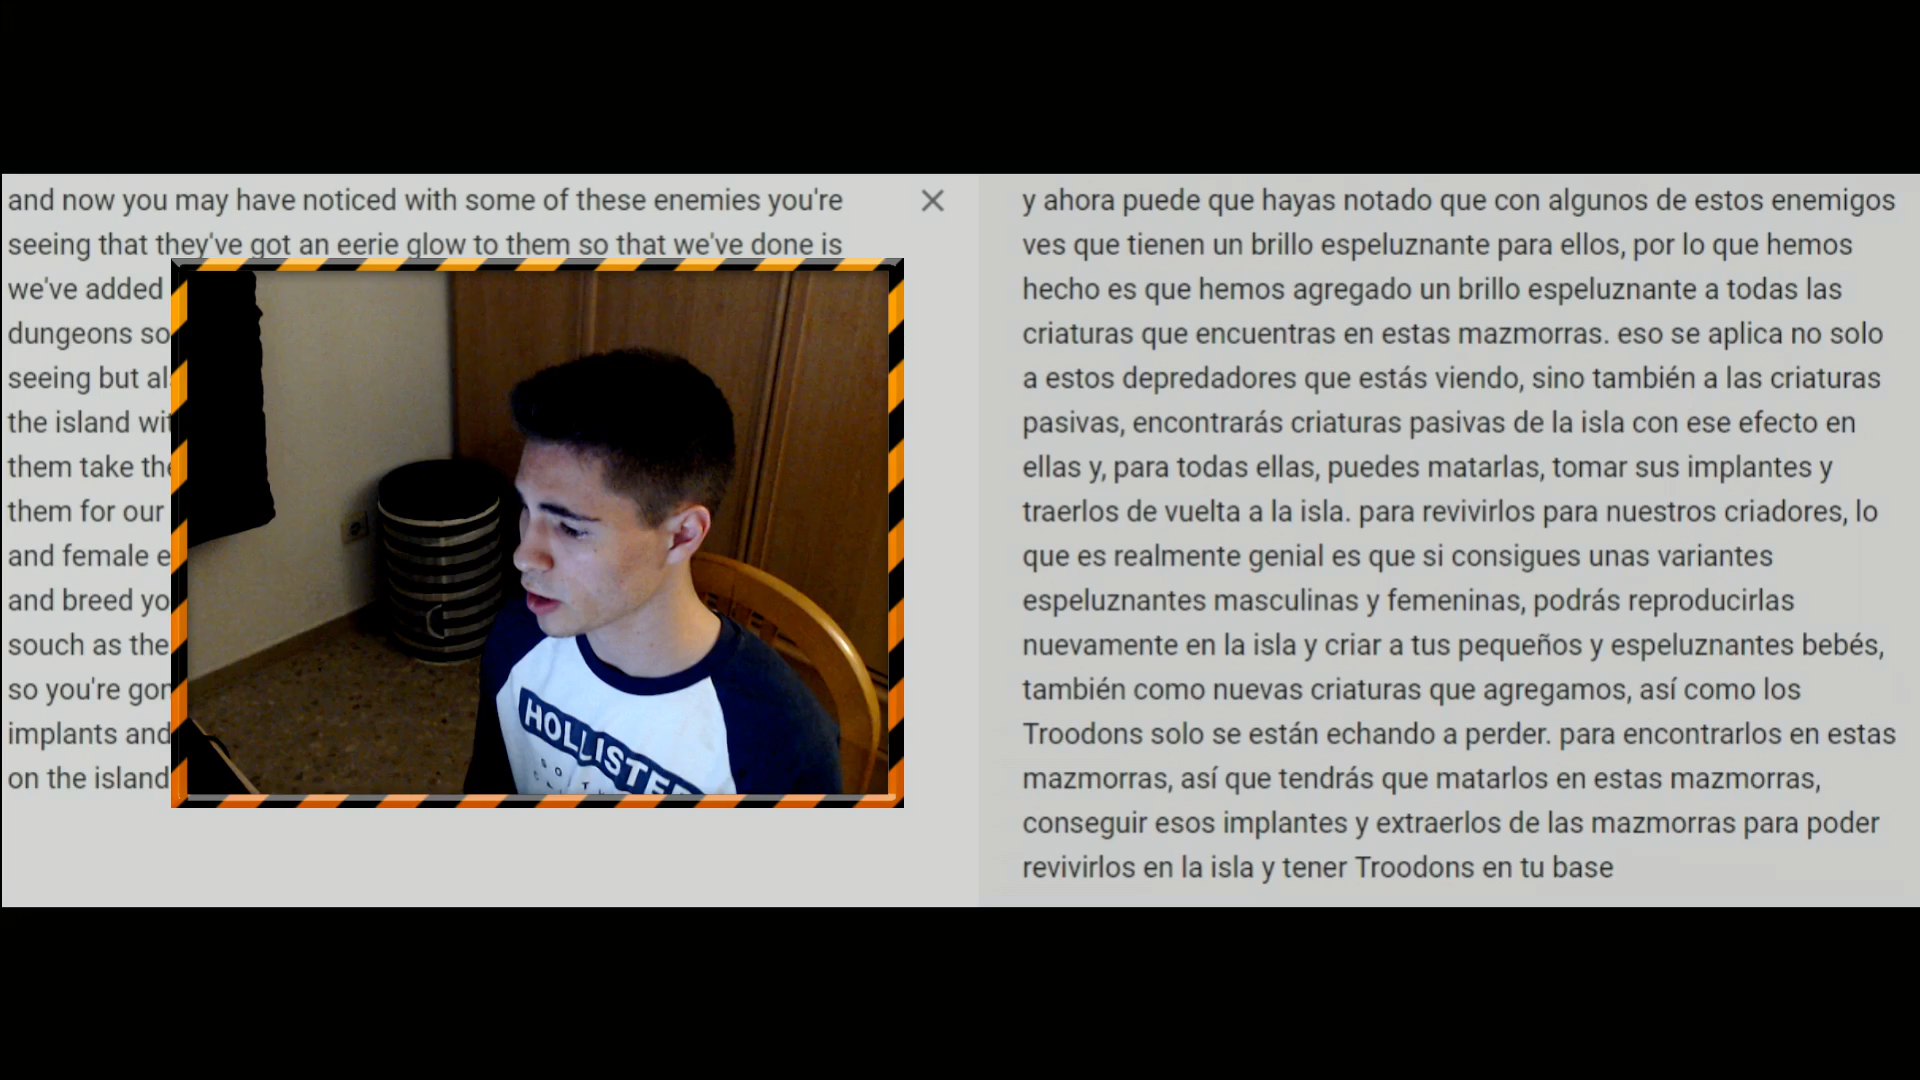 and now you may have noticed with some of these enemies you're
seeing that they've got an eerie glow to them so that we've done is
we've added
dungeons so
seeing but
the island
them take
them for our
and female
and breed
souch as the
so you're
implants and
on the island
HOLLISTER
y ahora puede que hayas notado que con algunos de estos enemigos
ves que tienen un brillo espeluznante para ellos, por lo que hemos
hecho es que hemos agregado un brillo espeluznante a todas las
criaturas que encuentras en estas mazmorras. eso se aplica no solo
a estos depredadores que estás viendo, sino también a las criaturas
pasivas, encontrarás criaturas pasivas de la isla con ese efecto en
ellas y, para todas ellas, puedes matarlas, tomar sus implantes y
traerlos de vuelta a la isla. para revivirlos para nuestros criadores, lo
que es realmente genial es que si consigues unas variantes
espeluznantes masculinas y femeninas, podrás reproducirlas
nuevamente en la isla y criar a tus pequeños y espeluznantes bebés,
también como nuevas criaturas que agregamos, así como los
Troodons solo se están echando a perder. para encontrarlos en estas
mazmorras, así que tendrás que matarlos en estas mazmorras,
conseguir esos implantes y extraerlos de las mazmorras para poder
revivirlos en la isla y tener Troodons en tu base